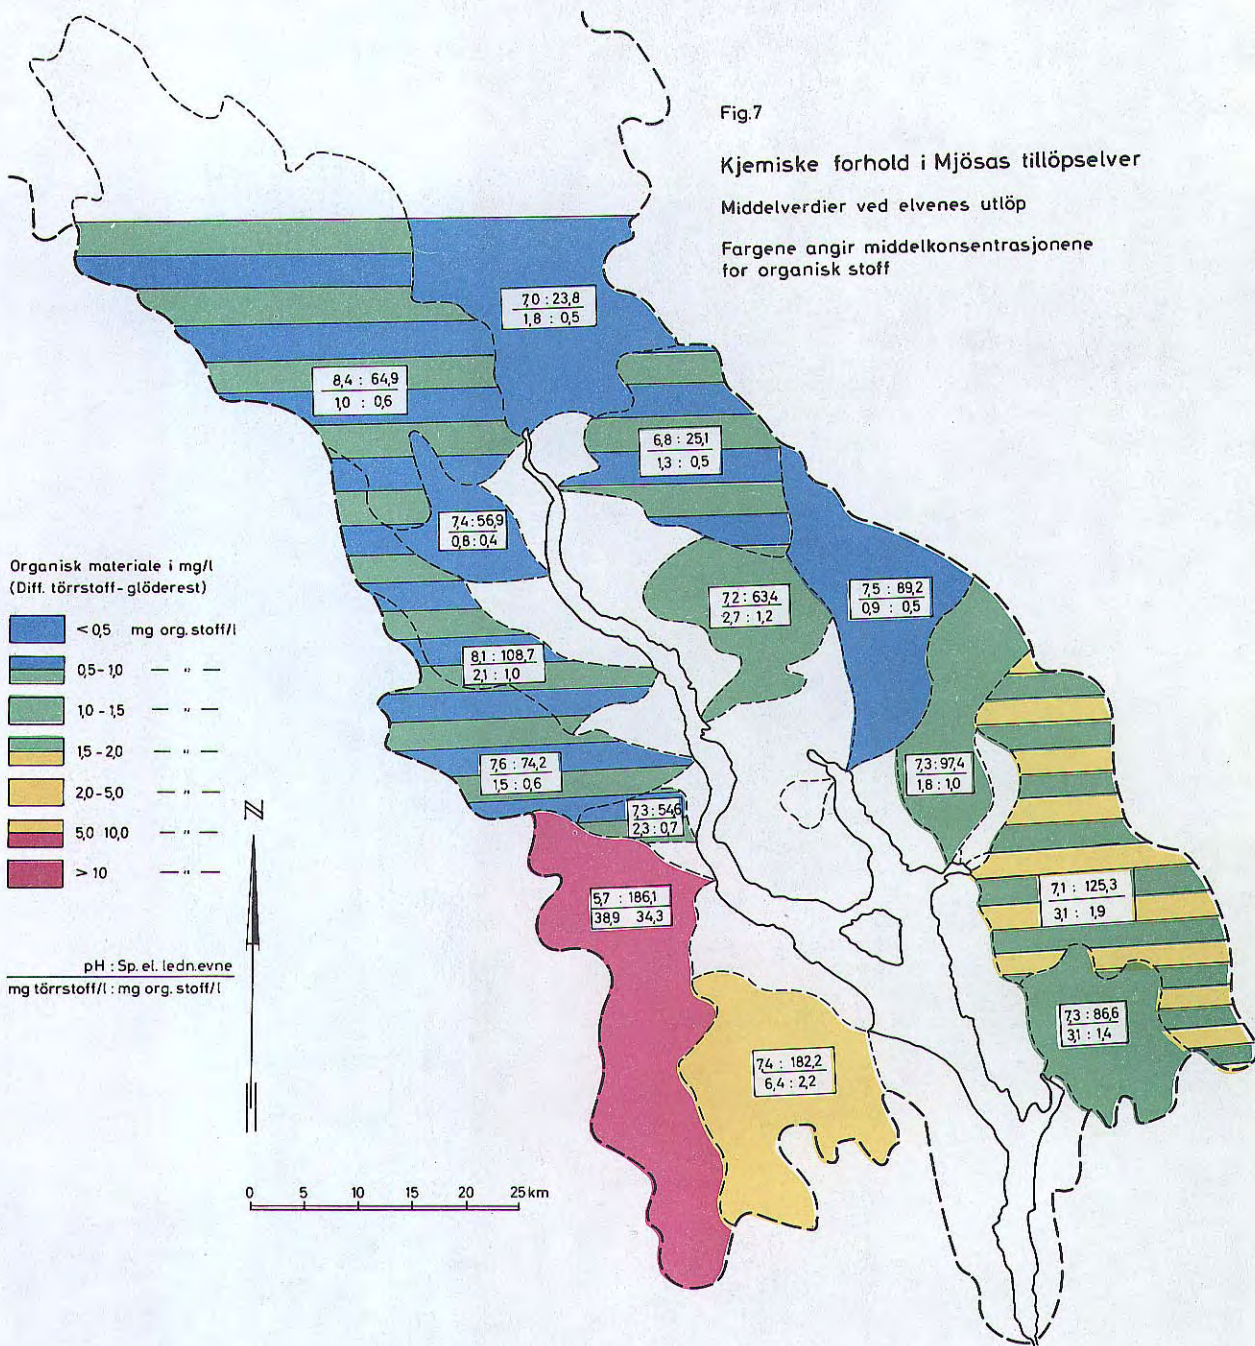 Fig.7
Kjemiske forhold i Mjösas tillöpselver
Middelverdier ved elvenes utlöp
Fargene angir middelkonsentrasjonene
for organisk stoff
7,0 : 23,8
1,8 : 0,5
8,4 : 64,9
1,0 : 0,6
6,8 : 25,1
1,3 : 0,5
7,4 : 56,9
0,8 : 0,4
7,2 : 63,4
2,7 : 1,2
7,5 : 89,2
0,9 : 0,5
8,1 : 108,7
2,1 : 1,0
7,6 : 74,2
1,5 : 0,6
7,3 : 54,6
2,3 : 0,7
7,3 : 97,4
1,8 : 1,0
5,7 : 186,1
38,9 34,3
7,1 : 125,3
3,1 : 1,9
7,3 : 86,6
3,1 : 1,4
7,4 : 182,2
6,4 : 2,2
Organisk materiale i mg/l
(Diff. törrstoff-glöderest)
< 0,5 mg org. stoff/l
0,5 - 1,0 — " —
1,0 - 1,5 — " —
1,5 - 2,0 — " —
2,0 - 5,0 — " —
5,0 10,0 — " —
> 10 — " —
pH : Sp. el. ledn.evne
mg törrstoff/l : mg org. stoff/l
N
0 5 10 15 20 25 km